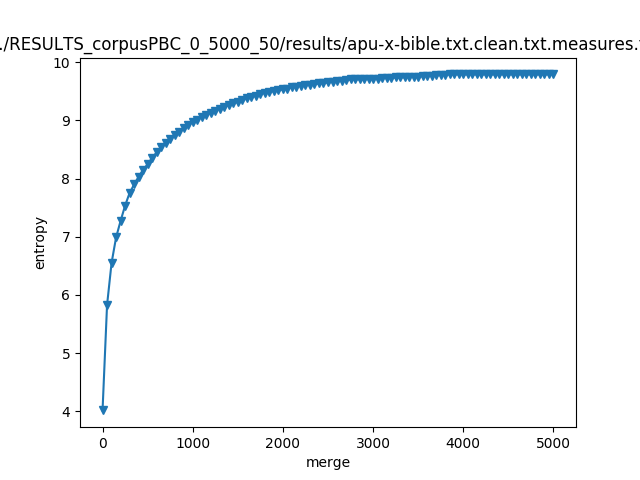 ./RESULTS_corpusPBC_0_5000_50/results/apu-x-bible.txt.clean.txt.measures.
10
9
8
7
6
5
4
entropy
0 1000 2000 3000 4000 5000
merge